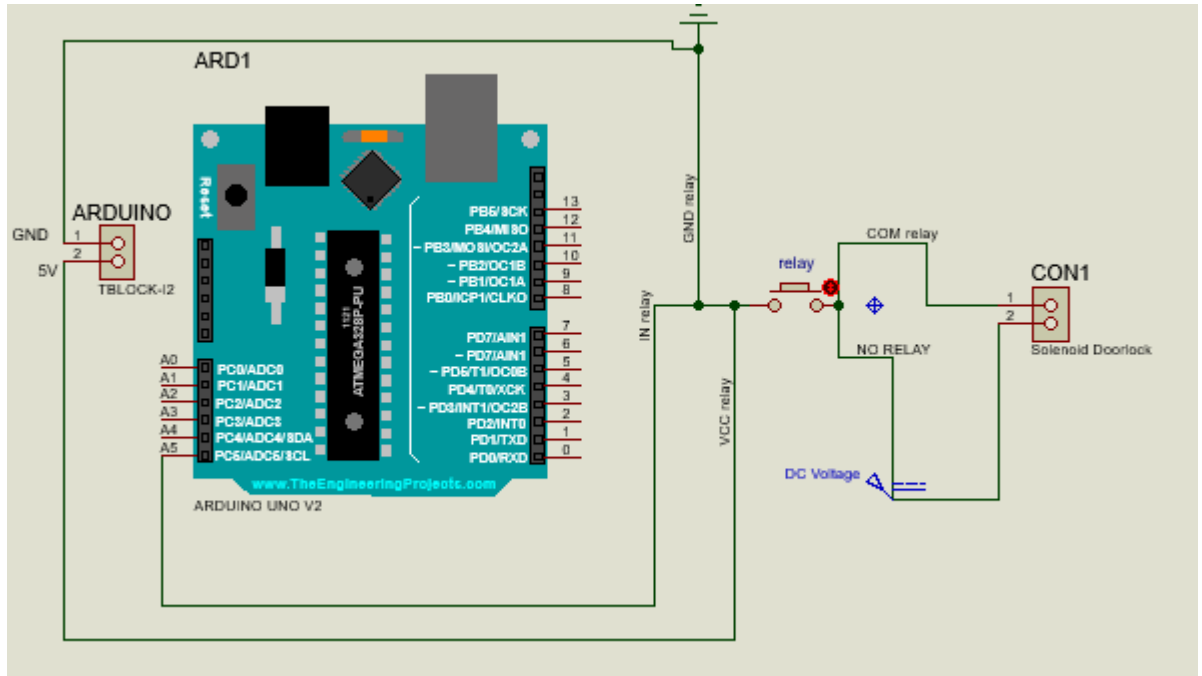 ARD1
Reset
ARDUINO
GND
1
2
5V
TBLOCK-I2
PB5/SCK 13
PB4/MISO 12
~PB3/MOSI/OC2A 11
~PB2/OC1B 10
~PB1/OC1A 9
PB0/ICP1/CLKO 8
PD7/AIN1 7
~PD7/AIN1 6
~PD5/T1/OC0B 5
PD4/T0/XCK 4
~PD3/INT1/OC2B 3
PD2/INT0 2
PD1/TXD 1
PD0/RXD 0
A0 PC0/ADC0
A1 PC1/ADC1
A2 PC2/ADC2
A3 PC3/ADC3
A4 PC4/ADC4/SDA
A5 PC5/ADC5/SCL
1121
ATMEGA328P-PU
www.TheEngineeringProjects.com
ARDUINO UNO V2
GND relay
IN relay
VCC relay
relay
COM relay
NO RELAY
DC Voltage
CON1
1
2
Solenoid Doorlock